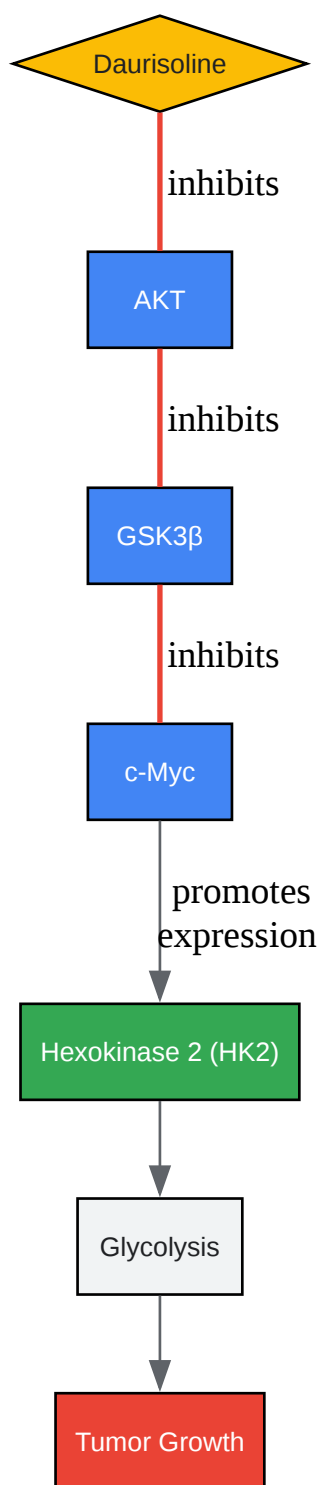 Daurisoline
inhibits
AKT
inhibits
GSK3β
inhibits
c-Myc
promotes
expression
Hexokinase 2 (HK2)
Glycolysis
Tumor Growth